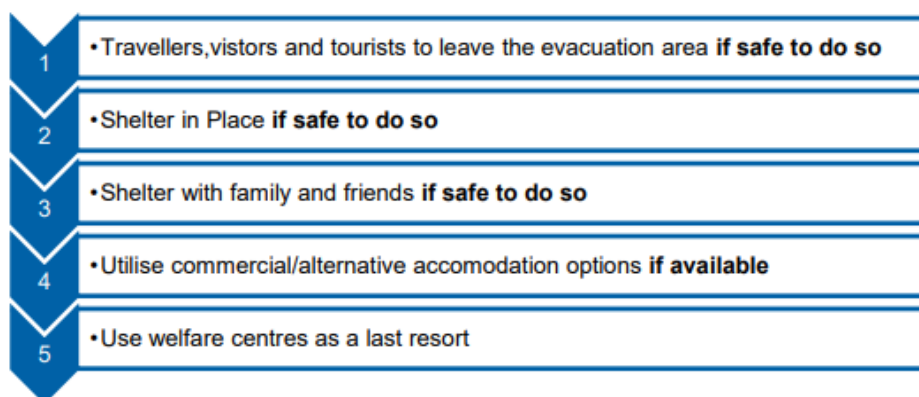 1
•Travellers,vistors and tourists to leave the evacuation area if safe to do so
2
•Shelter in Place if safe to do so
3
•Shelter with family and friends if safe to do so
4
•Utilise commercial/alternative accomodation options if available
5
•Use welfare centres as a last resort